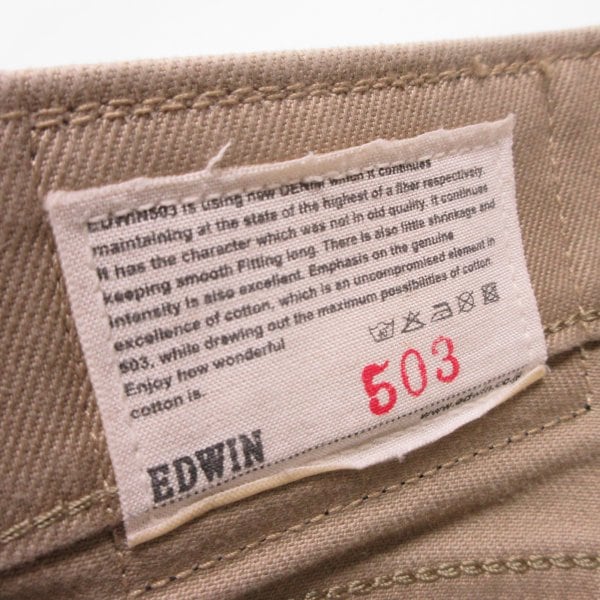 EDWIN503 is using new DENIM which it continues
maintaining at the state of the highest of a fiber respectively.
It has the character which was not in old quality. It continues
keeping smooth Fitting long. There is also little shrinkage and
intensity is also excellent. Emphasis on the genuine
excellence of cotton, which is an uncompromised element in
503, while drawing out the maximum possibilities of cotton.
Enjoy how wonderful
cotton is.
503
EDWIN
www.edwin.co.j